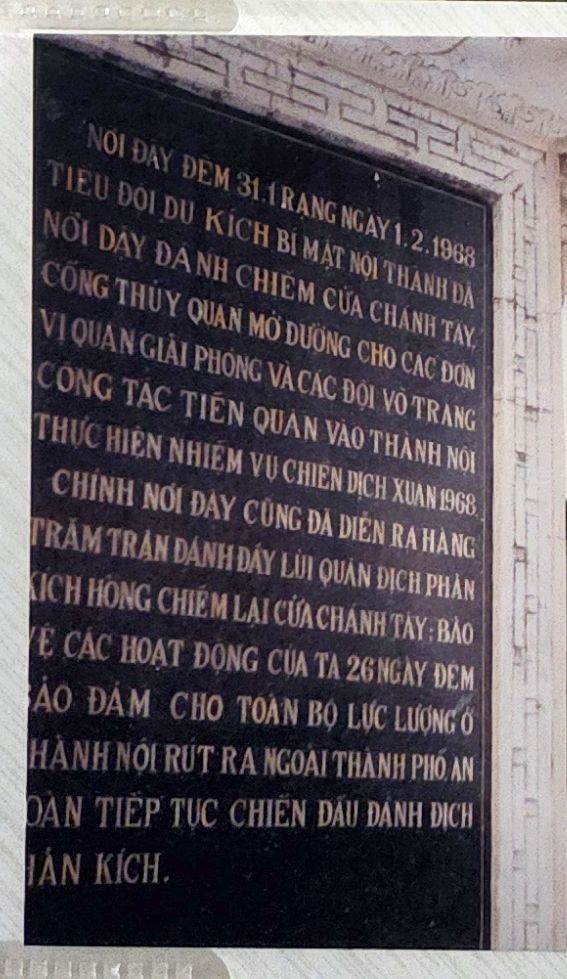 NƠI ĐÂY ĐÊM 31.1 RẠNG NGÀY 1.2.1968
TIỂU ĐỘI DU KÍCH BÍ MẬT NỘI THÀNH ĐÃ
NỔI DẬY ĐÁNH CHIẾM CỬA CHÁNH TÂY,
CỐNG THỦY QUAN MỞ ĐƯỜNG CHO CÁC ĐƠN
VỊ QUÂN GIẢI PHÓNG VÀ CÁC ĐỘI VÕ TRANG
CÔNG TÁC TIẾN QUÂN VÀO THÀNH NỘI
THỰC HIỆN NHIỆM VỤ CHIẾN DỊCH XUÂN 1968.
CHÍNH NƠI ĐÂY CŨNG ĐÃ DIỄN RA HÀNG
TRĂM TRẬN ĐÁNH ĐẨY LÙI QUÂN ĐỊCH PHẢN
KÍCH HÒNG CHIẾM LẠI CỬA CHÁNH TÂY; BẢO
VỆ CÁC HOẠT ĐỘNG CỦA TA 26 NGÀY ĐÊM
BẢO ĐẢM CHO TOÀN BỘ LỰC LƯỢNG Ở
THÀNH NỘI RÚT RA NGOÀI THÀNH PHỐ AN
OÀN TIẾP TỤC CHIẾN ĐẤU ĐÁNH ĐỊCH
HẢN KÍCH.